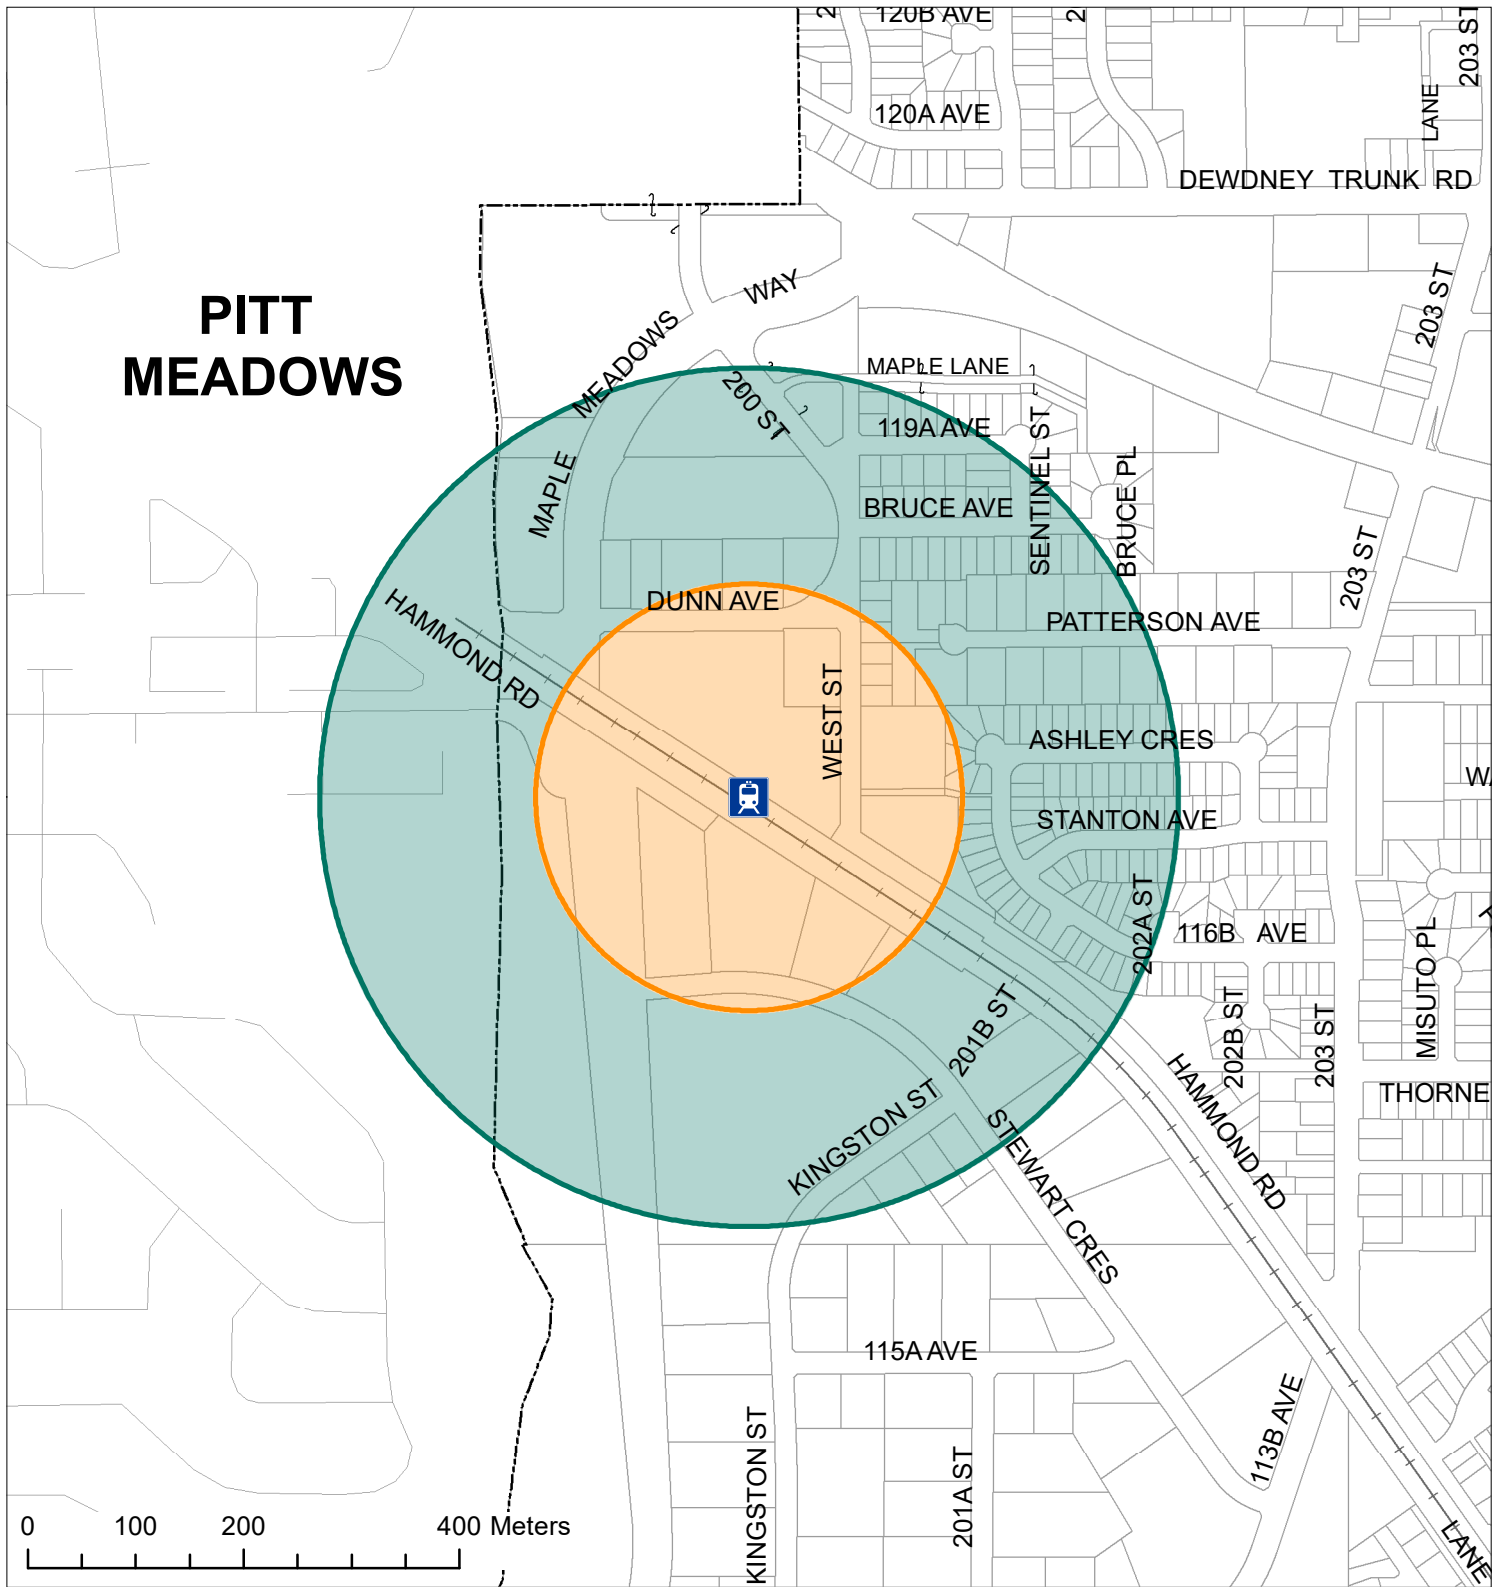 120B AVE
2
2
203 ST
120A AVE
LANE
DEWDNEY TRUNK RD
PITT
MEADOWS
WAY
MEADOWS
MAPLE
203 ST
MAPLE LANE
200 ST
119A AVE
SENTINEL ST
BRUCE PL
BRUCE AVE
203 ST
HAMMOND RD
DUNN AVE
PATTERSON AVE
WEST ST
ASHLEY CRES
STANTON AVE
202A ST
116B AVE
MISUTO PL
201B ST
202B ST
203 ST
KINGSTON ST
HAMMOND RD
THORNE
STEWART CRES
115A AVE
KINGSTON ST
201A ST
113B AVE
LANE
0 100 200 400 Meters